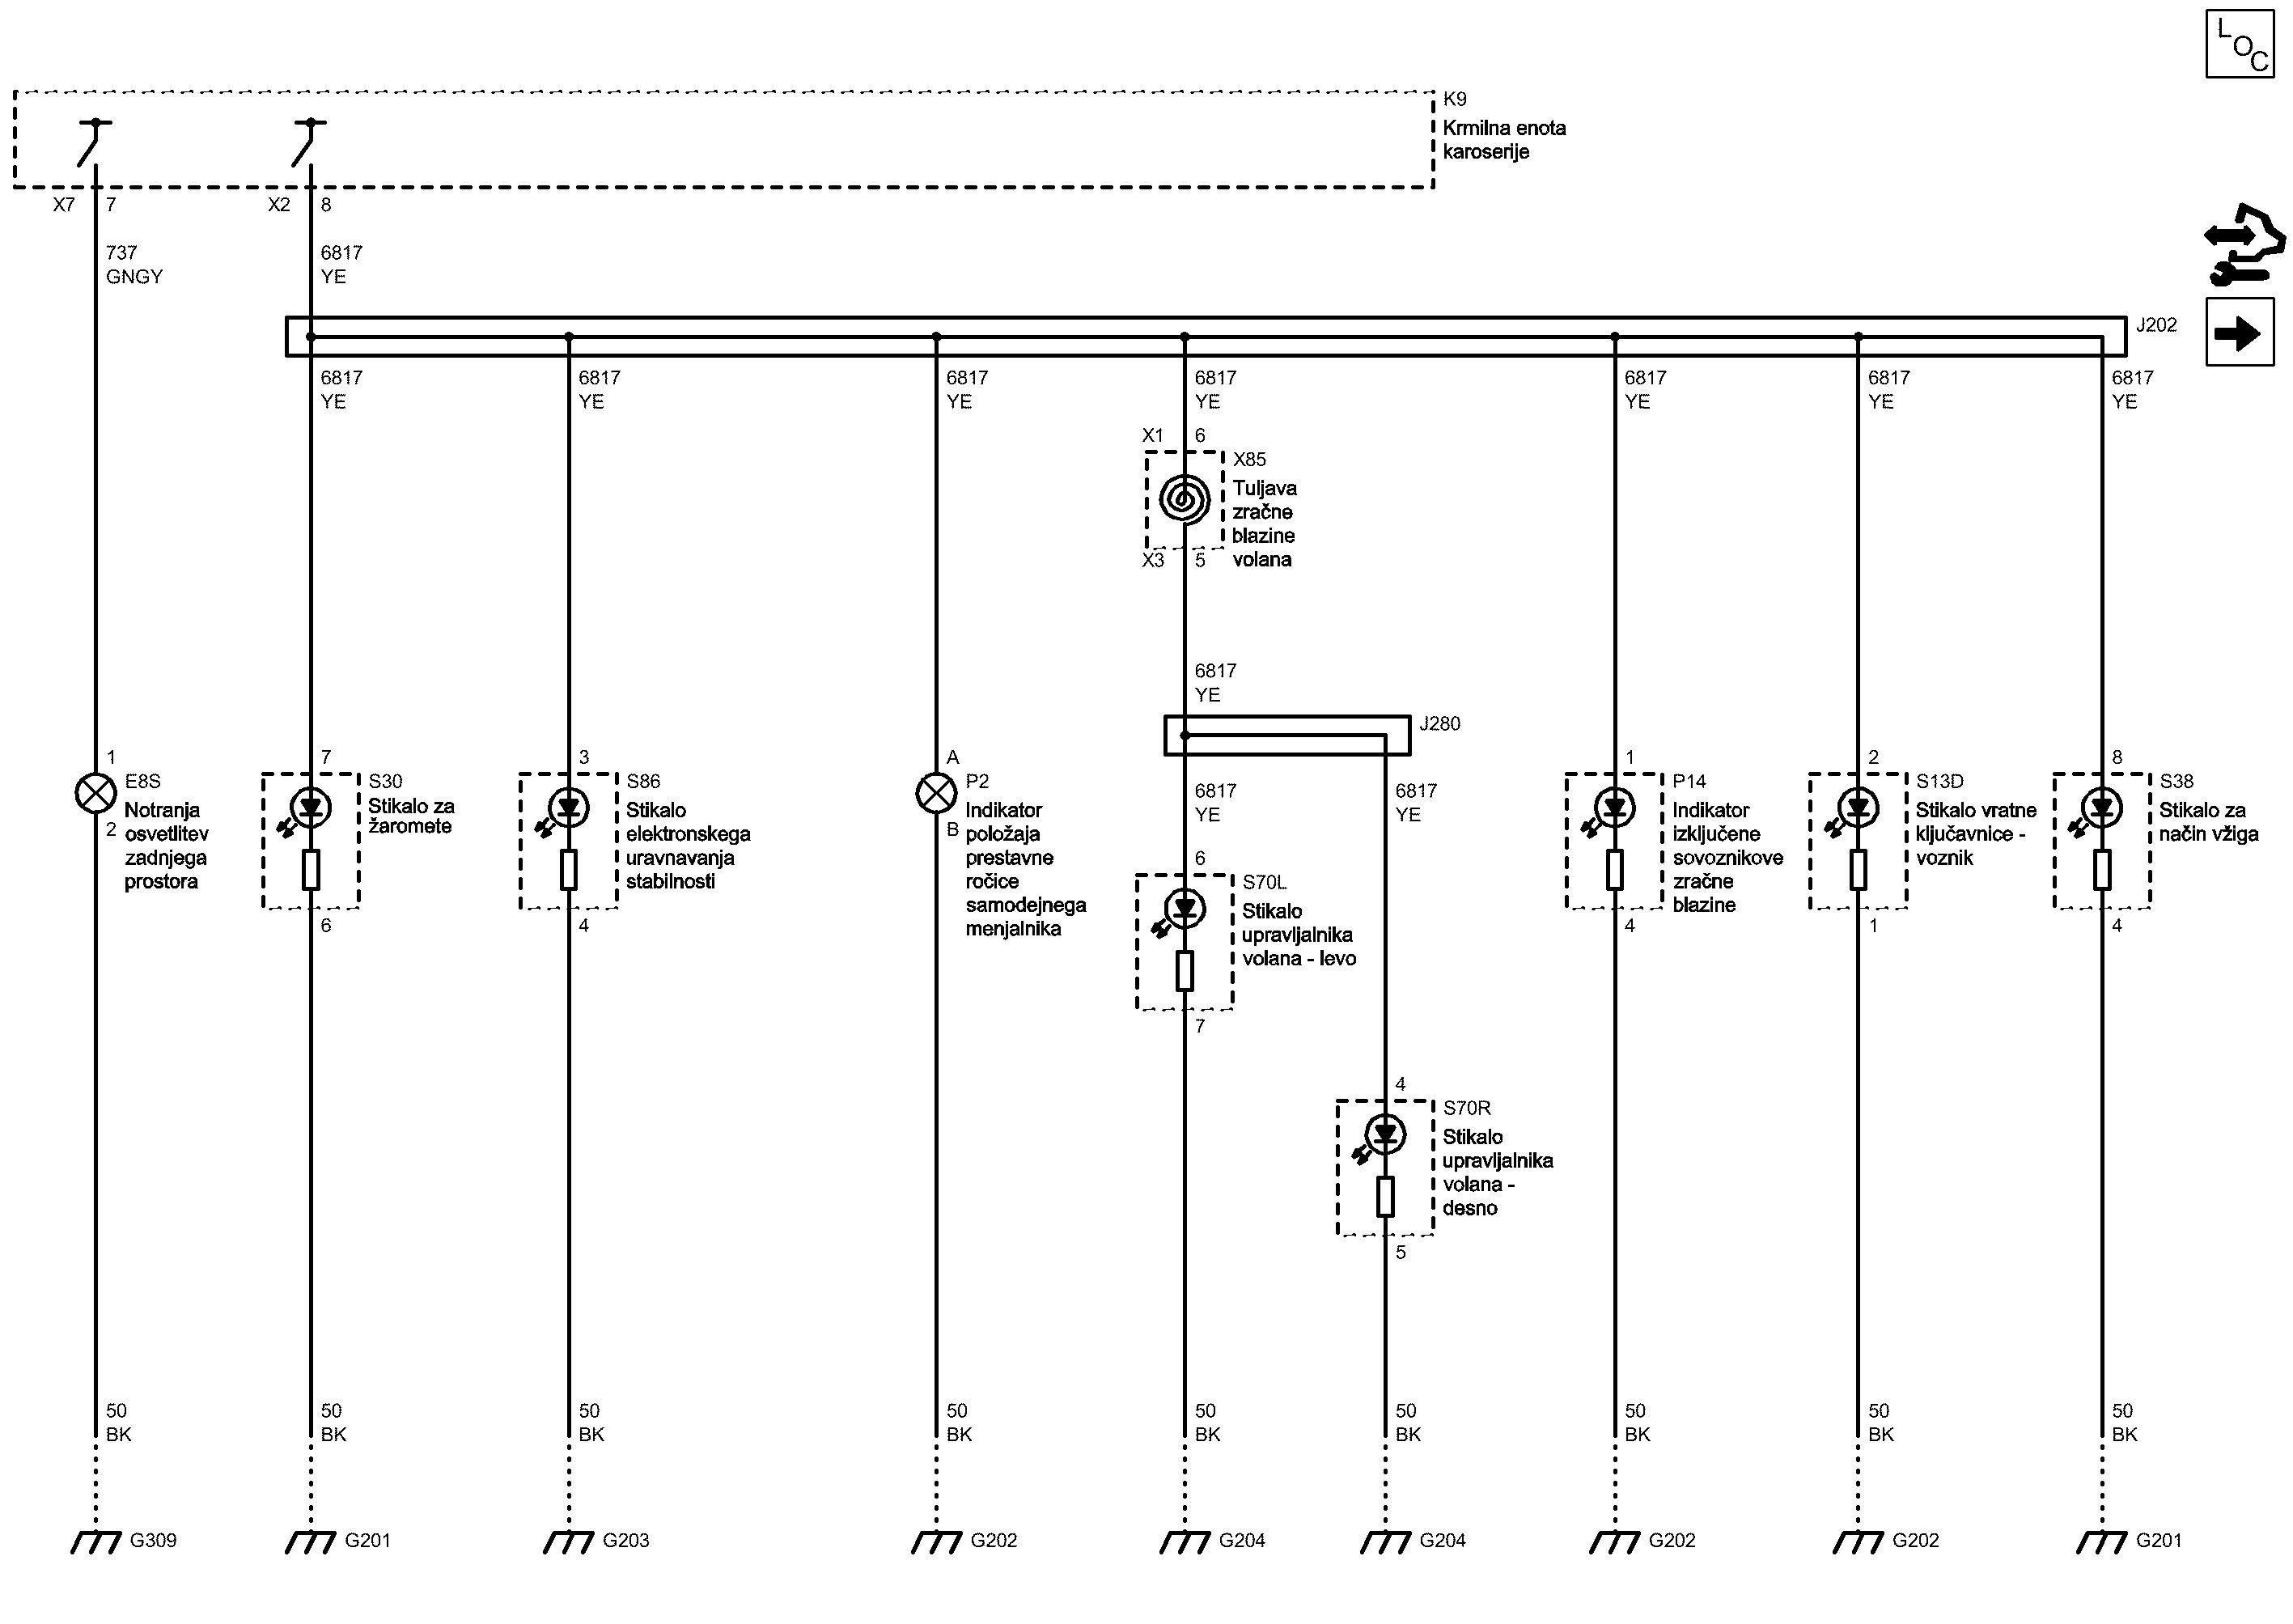 LOC
K9
Krmilna enota
karoserije
X7 7
X2 8
737
GNGY
6817
YE
J202
6817
YE
6817
YE
6817
YE
6817
YE
6817
YE
6817
YE
6817
YE
X1 6
X85
Tuljava
zračne
blazine
volana
X3 5
6817
YE
J280
1
E8S
Notranja
osvetlitev
zadnjega
prostora
2
7
S30
Stikalo za
žaromete
6
3
S86
Stikalo
elektronskega
uravnavanja
stabilnosti
4
A
P2
Indikator
položaja
prestavne
ročice
samodejnega
menjalnika
B
6817
YE
6
S70L
Stikalo
upravljalnika
volana - levo
7
6817
YE
4
S70R
Stikalo
upravljalnika
volana -
desno
5
1
P14
Indikator
izključene
sovoznikove
zračne
blazine
4
2
S13D
Stikalo vratne
ključavnice -
voznik
1
8
S38
Stikalo za
način vžiga
4
50
BK
50
BK
50
BK
50
BK
50
BK
50
BK
50
BK
50
BK
50
BK
G309
G201
G203
G202
G204
G204
G202
G202
G201